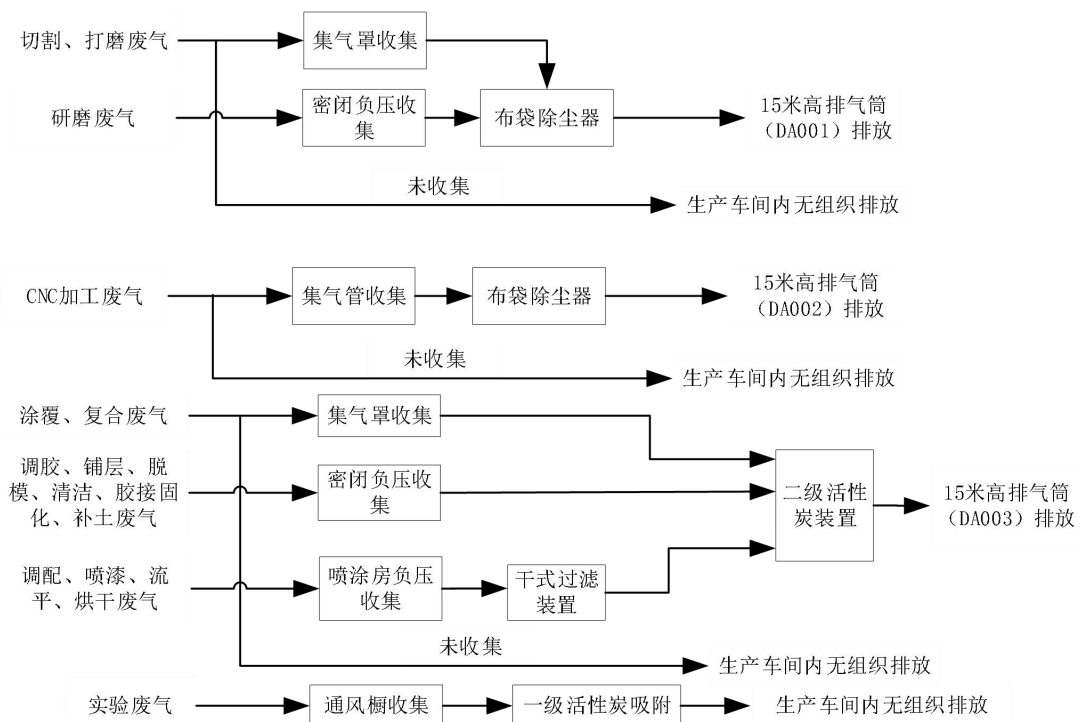 切割、打磨废气
集气罩收集
研磨废气
密闭负压收
集
布袋除尘器
15米高排气筒
（DA001）排放
未收集
生产车间内无组织排放
CNC加工废气
集气管收集
布袋除尘器
15米高排气筒
（DA002）排放
未收集
生产车间内无组织排放
涂覆、复合废气
集气罩收集
调胶、铺层、脱
模、清洁、胶接固
化、补土废气
密闭负压收
集
二级活性
炭装置
15米高排气筒
（DA003）排放
调配、喷漆、流
平、烘干废气
喷涂房负压
收集
干式过滤
装置
未收集
生产车间内无组织排放
实验废气
通风橱收集
一级活性炭吸附
生产车间内无组织排放